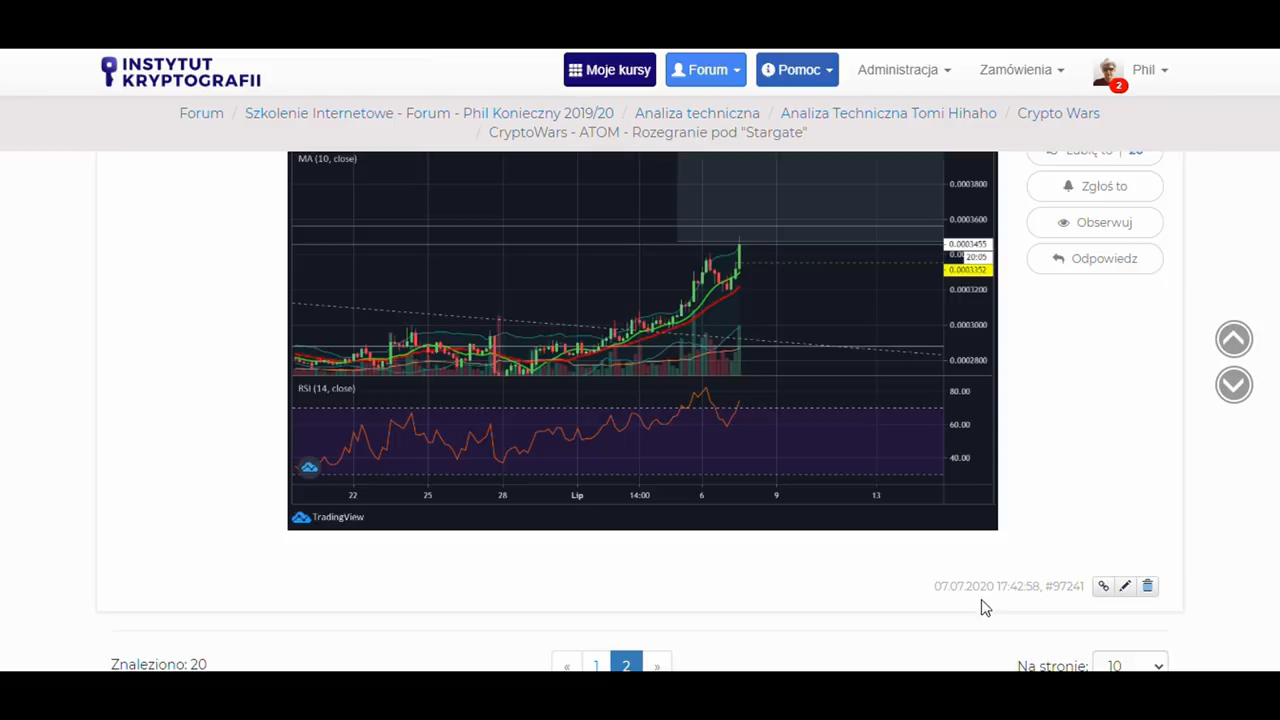 INSTYTUT
KRYPTOGRAFII
Moje kursy
Forum
Pomoc
Administracja
Zamówienia
2
Phil
Forum / Szkolenie Internetowe - Forum - Phil Konieczny 2019/20 / Analiza techniczna / Analiza Techniczna Tomi Hihaho / Crypto Wars
/ CryptoWars - ATOM - Rozegranie pod "Stargate"
Zgłoś to
Obserwuj
Odpowiedz
MA (10, close)
0.0003800
0.0003600
0.0003455
20:05
0.0003352
0.0003200
0.0003000
0.0002800
RSI (14, close)
80.00
60.00
40.00
22 25 28 Lip 14:00 6 9 13
TradingView
07.07.2020 17:42:58, #97241
Znaleziono: 20
« 1 2 »
Na stronie: 10